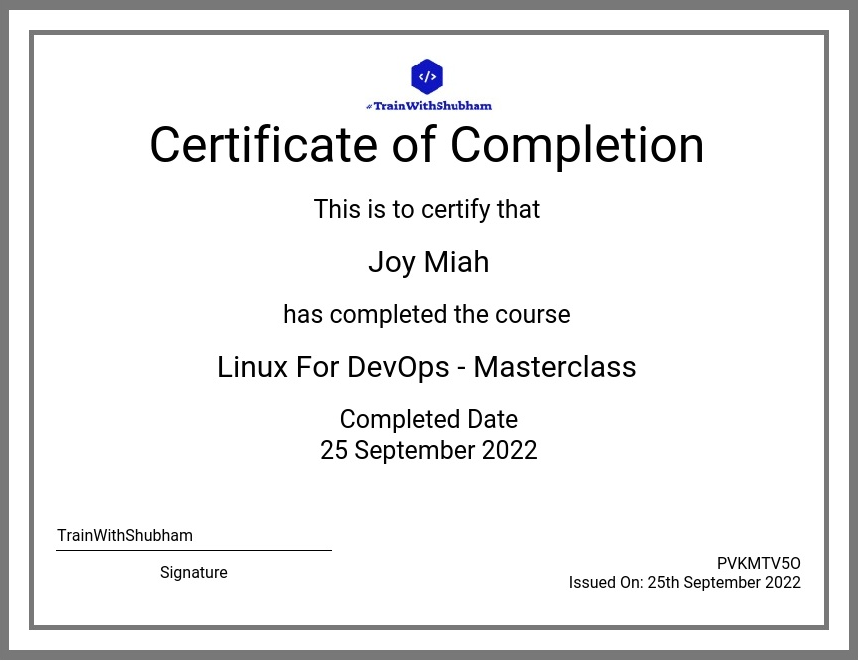 </>
#TrainWithShubham
Certificate of Completion
This is to certify that
Joy Miah
has completed the course
Linux For DevOps - Masterclass
Completed Date
25 September 2022
TrainWithShubham
Signature
PVKMTV5O
Issued On: 25th September 2022